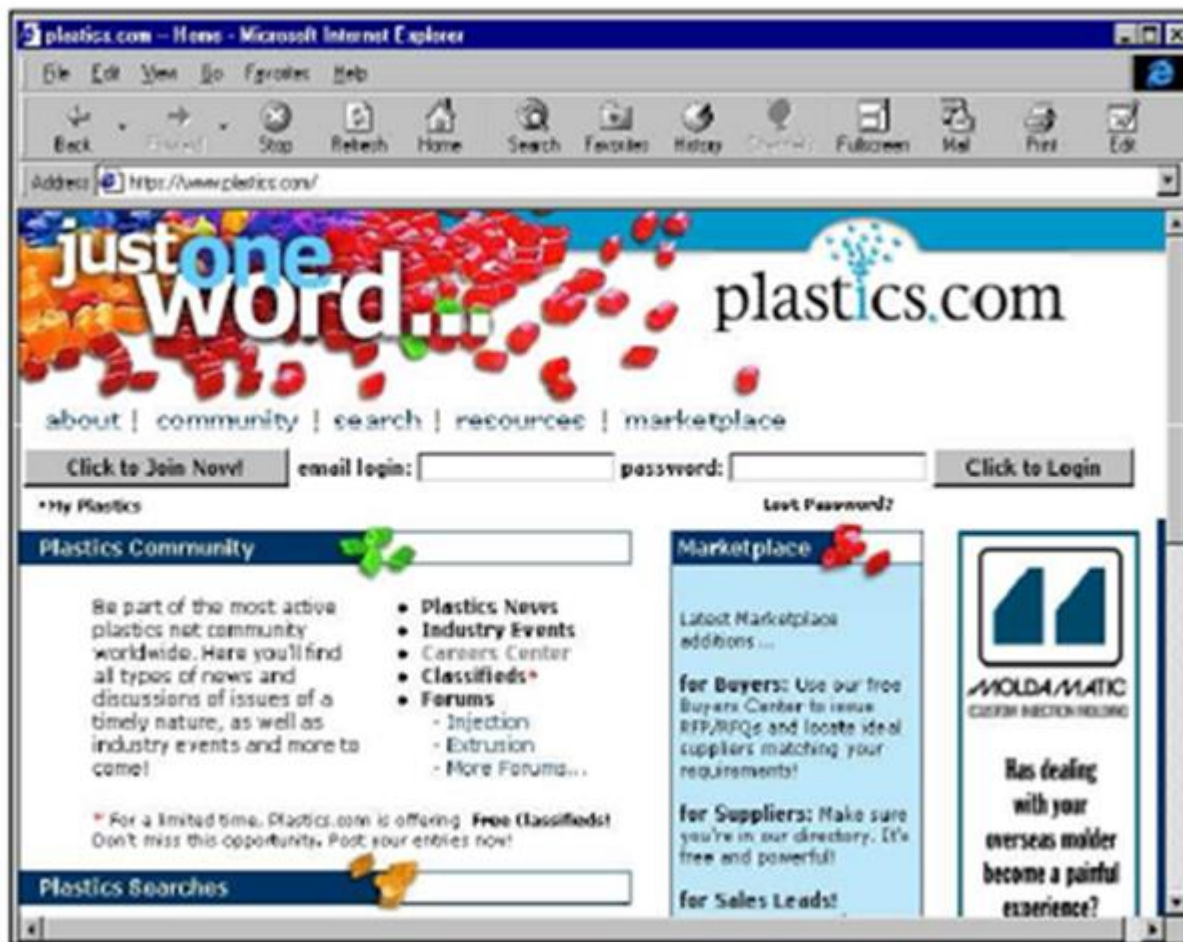 plastics.com -- Home - Microsoft Internet Explorer
File Edit View Go Favorites Help
Back Forward Stop Refresh Home Search Favorites History Channels Fullscreen Mail Print Edit
Address https://www.plastics.com/
just one
word...
plastics.com
about | community | search | resources | marketplace
Click to Join Now! email login: password: Click to Login
• My Plastics Lost Password?
Plastics Community
Be part of the most active
plastics net community
worldwide. Here you'll find
all types of news and
discussions of issues of a
timely nature, as well as
industry events and more to
come!
• Plastics News
• Industry Events
• Careers Center
• Classifieds*
• Forums
- Injection
- Extrusion
- More Forums...
* For a limited time, Plastics.com is offering Free Classifieds!
Don't miss this opportunity. Post your entries now!
Plastics Searches
Marketplace
Latest Marketplace
additions ...
for Buyers: Use our free
Buyers Center to issue
RFP/RFQs and locate ideal
suppliers matching your
requirements!
for Suppliers: Make sure
you're in our directory. It's
free and powerful!
for Sales Leads!
MOLDAMATIC
CUSTOM INJECTION MOLDING
Has dealing
with your
overseas molder
become a painful
experience?